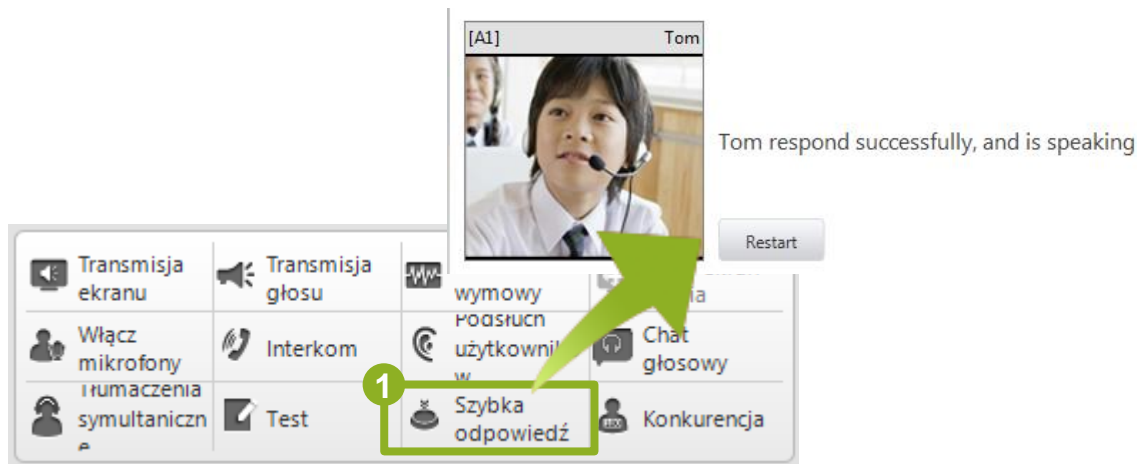 [A1] Tom
Tom respond successfully, and is speaking
Restart
Transmisja
ekranu
Transmisja
głosu
wymowy
Włącz
mikrofony
Interkom
Podsłuch
użytkownik
w
Chat
głosowy
Tłumaczenia
symultaniczn
e
Test
1
Szybka
odpowiedź
Konkurencja